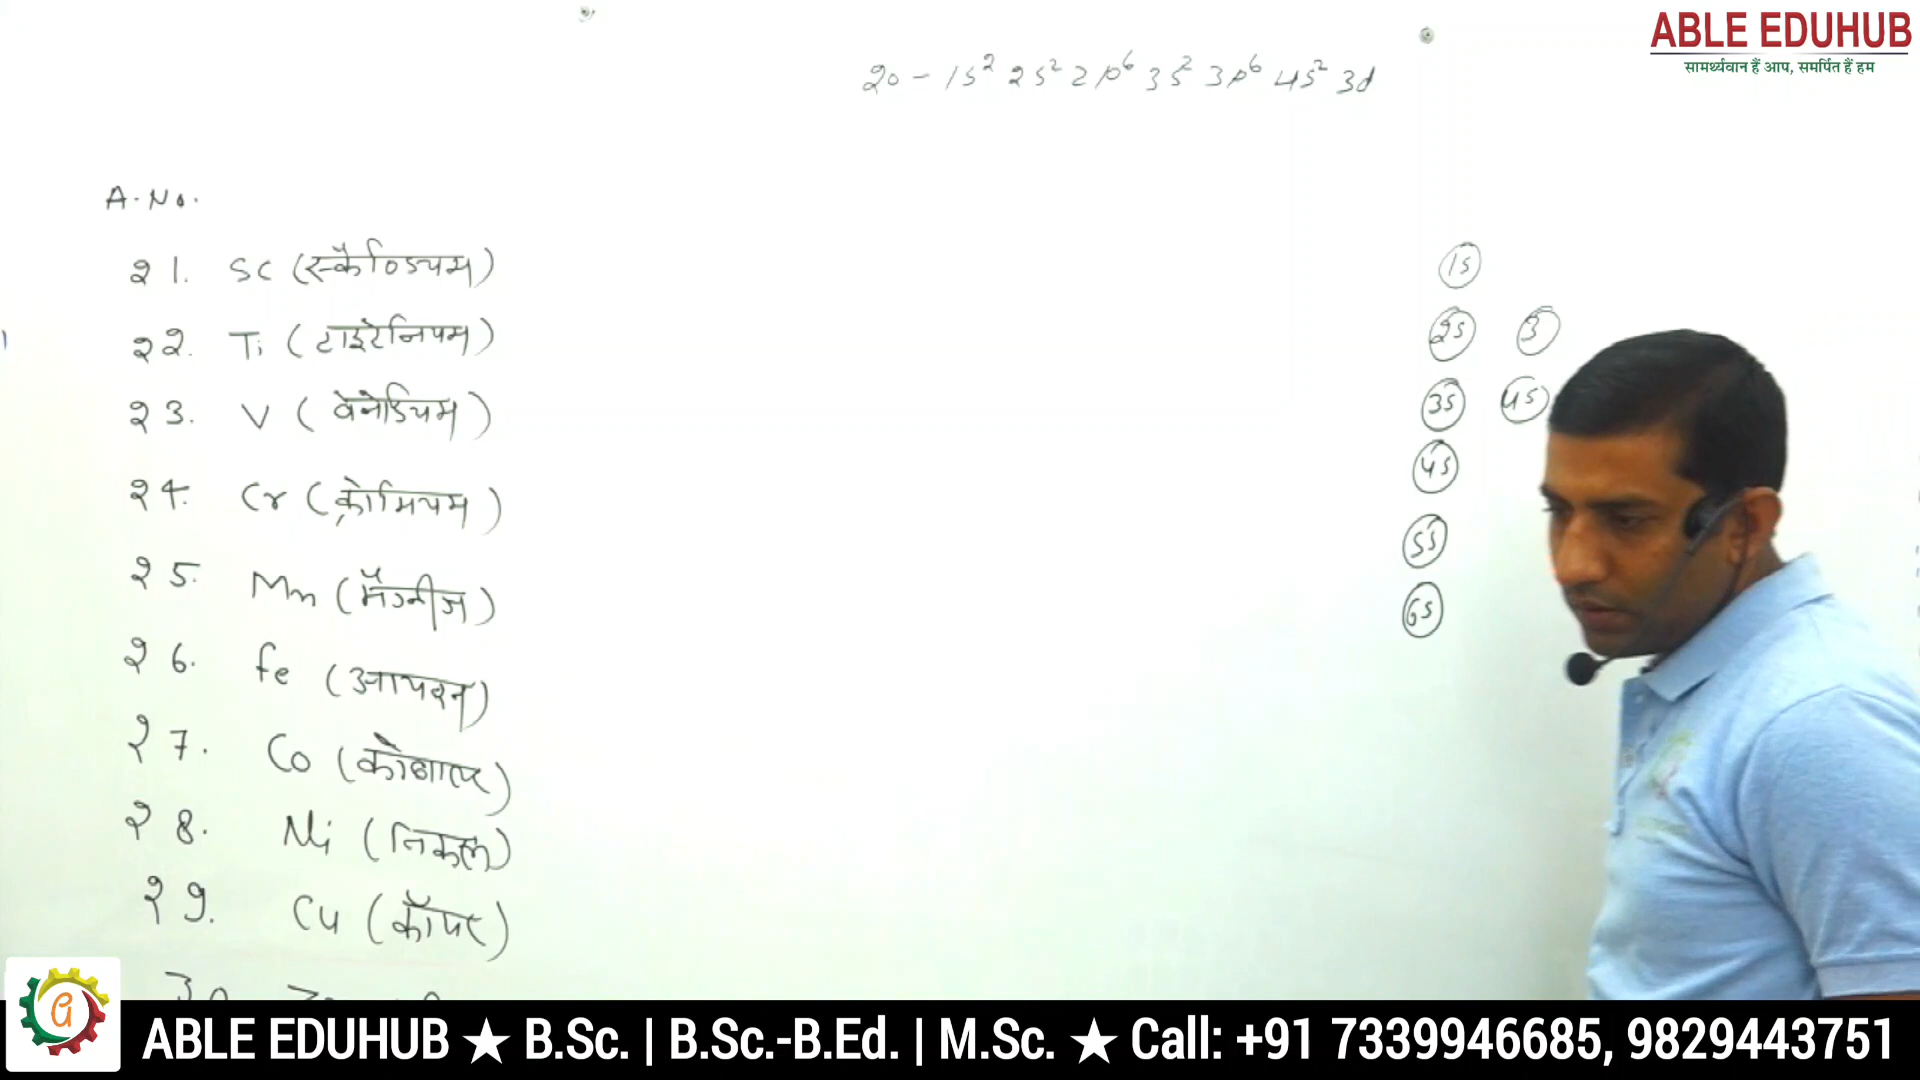 ABLE EDUHUB
सामर्थ्यवान हैं आप, समर्पित हैं हम
20 - 1s² 2s² 2p⁶ 3s² 3p⁶ 4s² 3d
A. No.
21. Sc (स्कैण्डियम)
22. Ti (टाइटेनियम)
23. V (वेनेडियम)
24. Cr (क्रोमियम)
25. Mn (मैंगनीज)
26. Fe (आयरन)
27. Co (कोबाल्ट)
28. Ni (निकल)
29. Cu (कॉपर)
30
1s
2s 3
3s 4s
4s
5s
6s
ABLE EDUHUB ★ B.Sc. | B.Sc.-B.Ed. | M.Sc. ★ Call: +91 7339946685, 9829443751